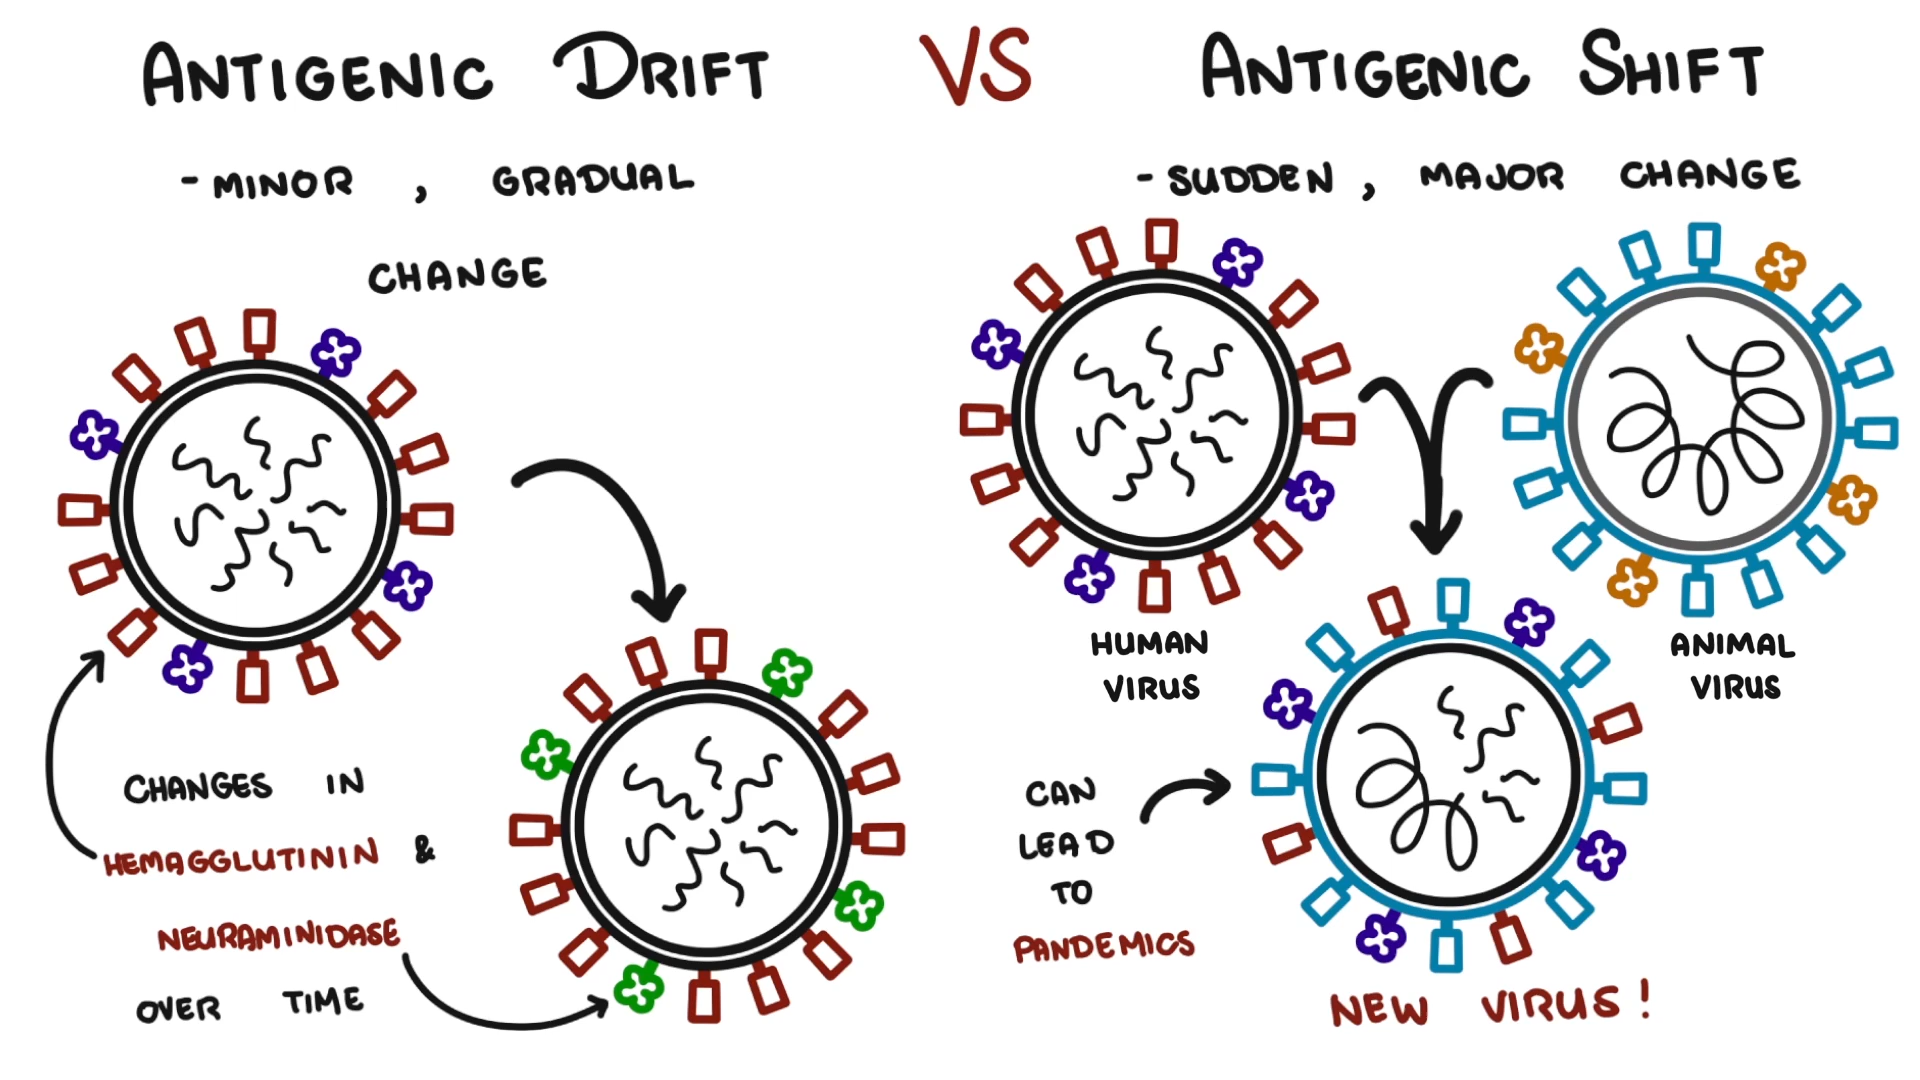 ANTIGENIC DRIFT VS ANTIGENIC SHIFT
- MINOR , GRADUAL
CHANGE
- SUDDEN , MAJOR CHANGE
CHANGES IN
HEMAGGLUTININ &
NEURAMINIDASE
OVER TIME
HUMAN
VIRUS
ANIMAL
VIRUS
CAN
LEAD
TO
PANDEMICS
NEW VIRUS!